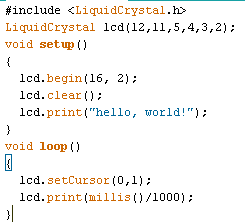 #include <LiquidCrystal.h>
LiquidCrystal lcd(12,11,5,4,3,2);
void setup()
{
  lcd.begin(16, 2);
  lcd.clear();
  lcd.print("hello, world!");
}
void loop()
{
  lcd.setCursor(0,1);
  lcd.print(millis()/1000);
}